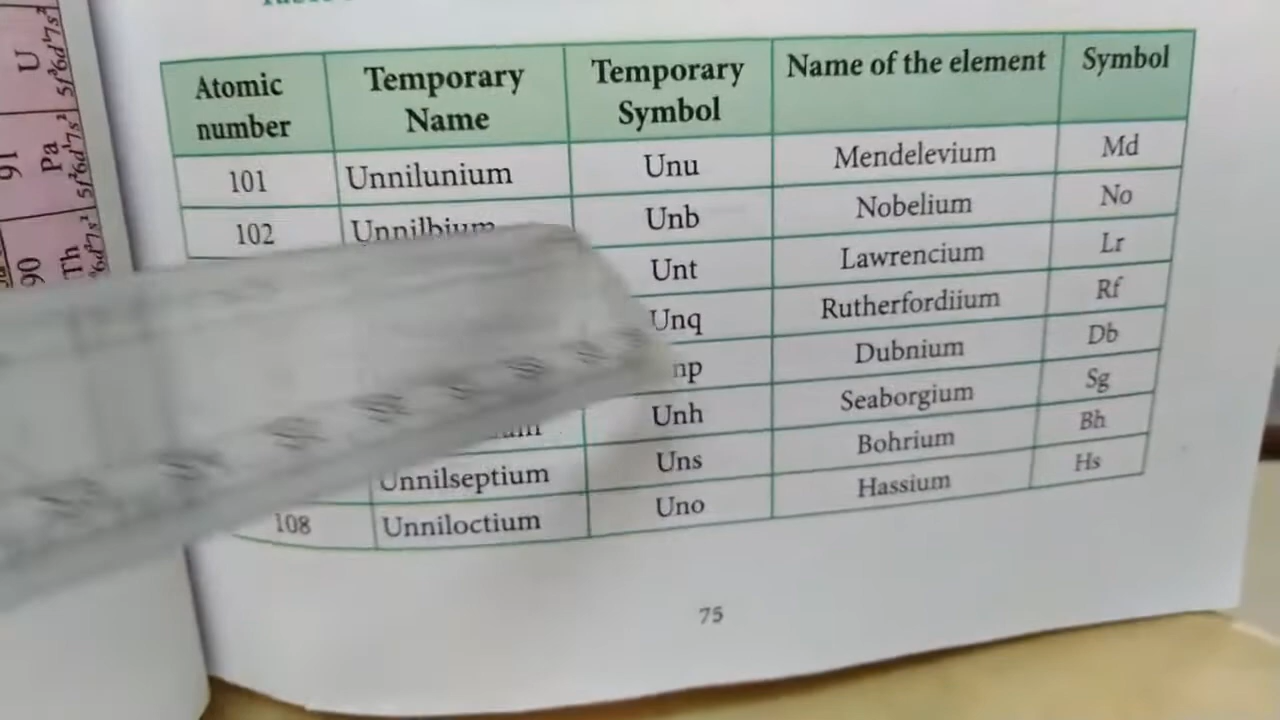 Atomic number Temporary Name Temporary Symbol Name of the element Symbol
101 Unnilunium Unu Mendelevium Md
102 Unnilbium Unb Nobelium No
Unt Lawrencium Lr
Unq Rutherfordiium Rf
Dubnium Db
Unh Seaborgium Sg
Unnilseptium Uns Bohrium Bh
108 Unniloctium Uno Hassium Hs
75
91 U
Pa
90 Th